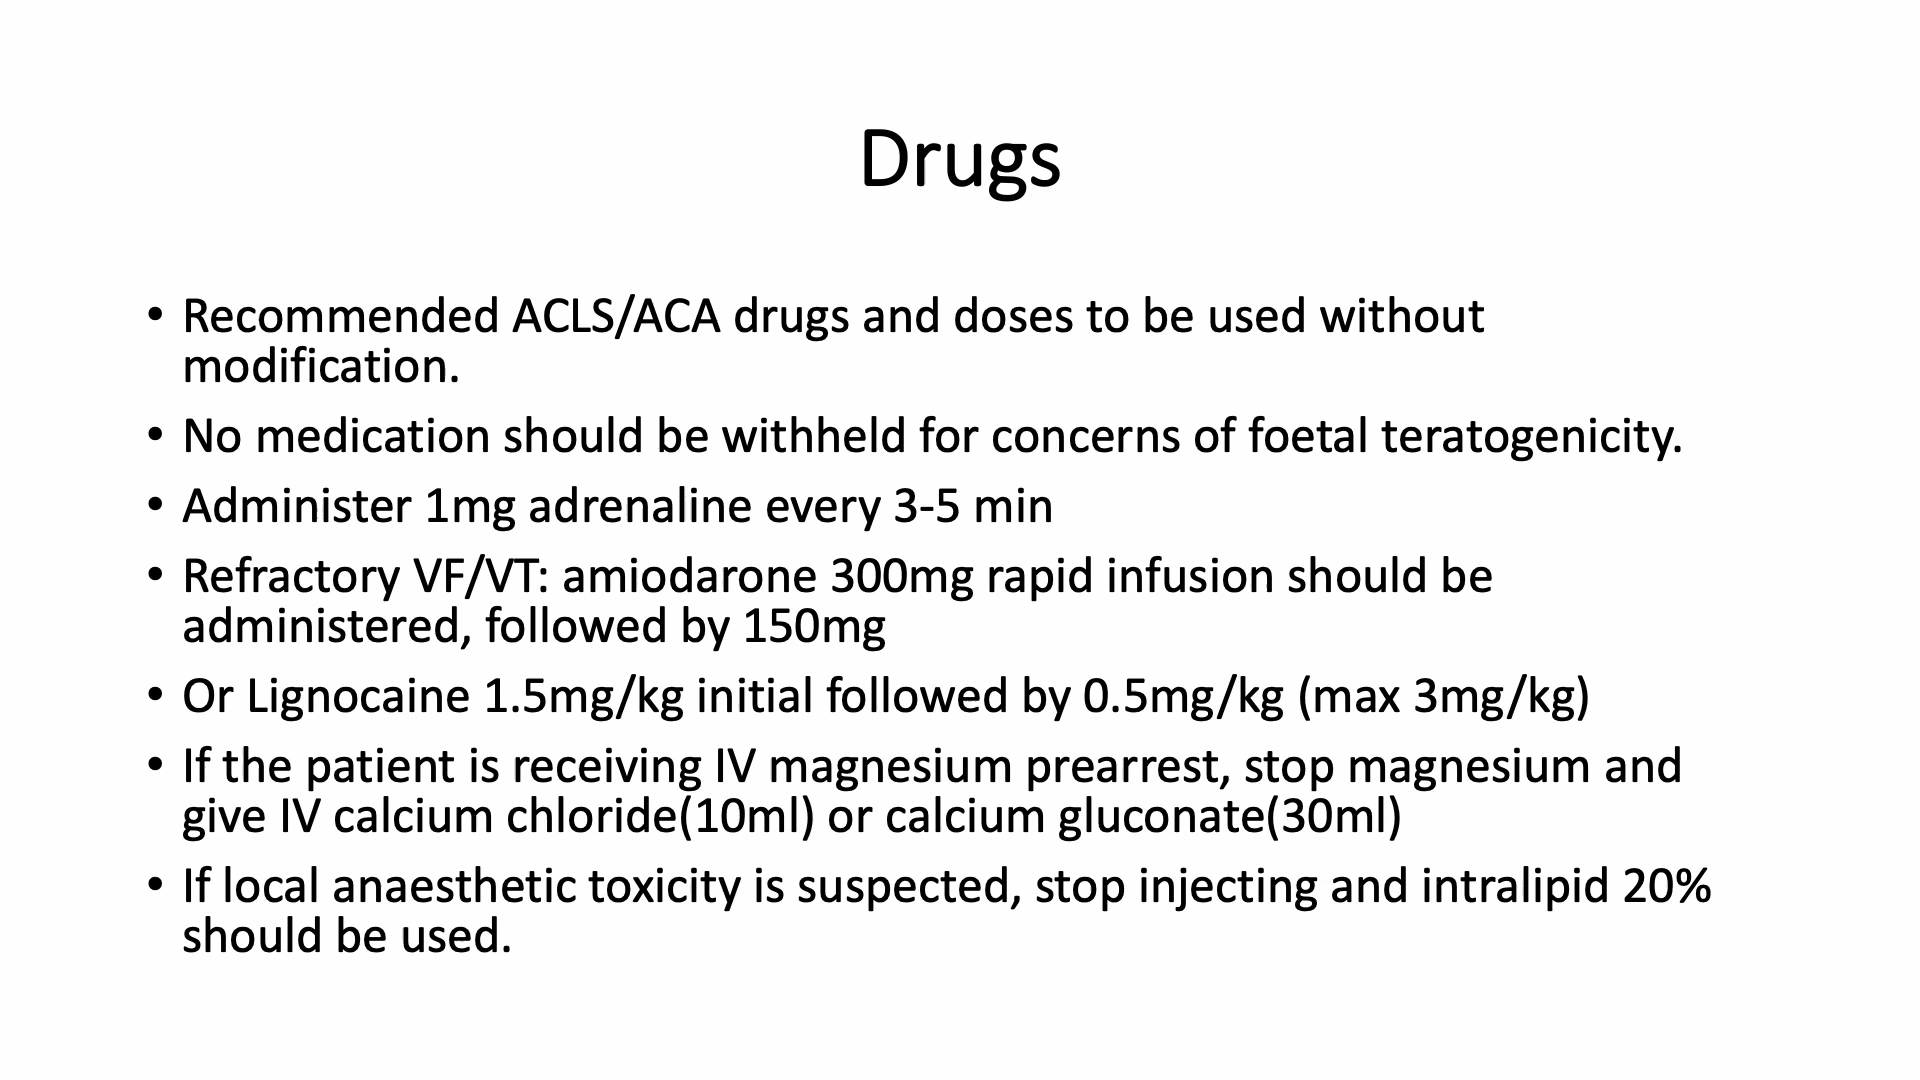 Drugs
• Recommended ACLS/ACA drugs and doses to be used without
modification.
• No medication should be withheld for concerns of foetal teratogenicity.
• Administer 1mg adrenaline every 3-5 min
• Refractory VF/VT: amiodarone 300mg rapid infusion should be
administered, followed by 150mg
• Or Lignocaine 1.5mg/kg initial followed by 0.5mg/kg (max 3mg/kg)
• If the patient is receiving IV magnesium prearrest, stop magnesium and
give IV calcium chloride(10ml) or calcium gluconate(30ml)
• If local anaesthetic toxicity is suspected, stop injecting and intralipid 20%
should be used.